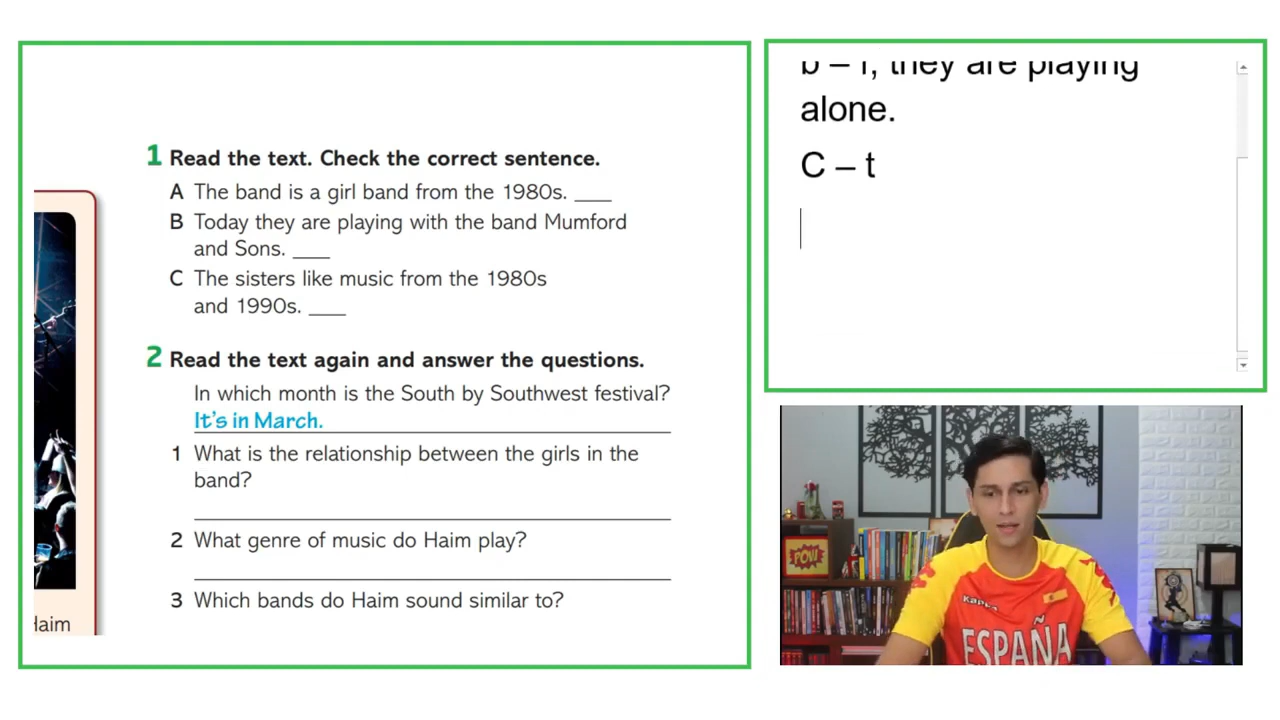 1 Read the text. Check the correct sentence.
A The band is a girl band from the 1980s. ____
B Today they are playing with the band Mumford
and Sons. ____
C The sisters like music from the 1980s
and 1990s. ____
2 Read the text again and answer the questions.
In which month is the South by Southwest festival?
It's in March.
1 What is the relationship between the girls in the
band?
2 What genre of music do Haim play?
3 Which bands do Haim sound similar to?
Haim
b – f, they are playing
alone.
C – t
POW
Kappa
ESPAÑA